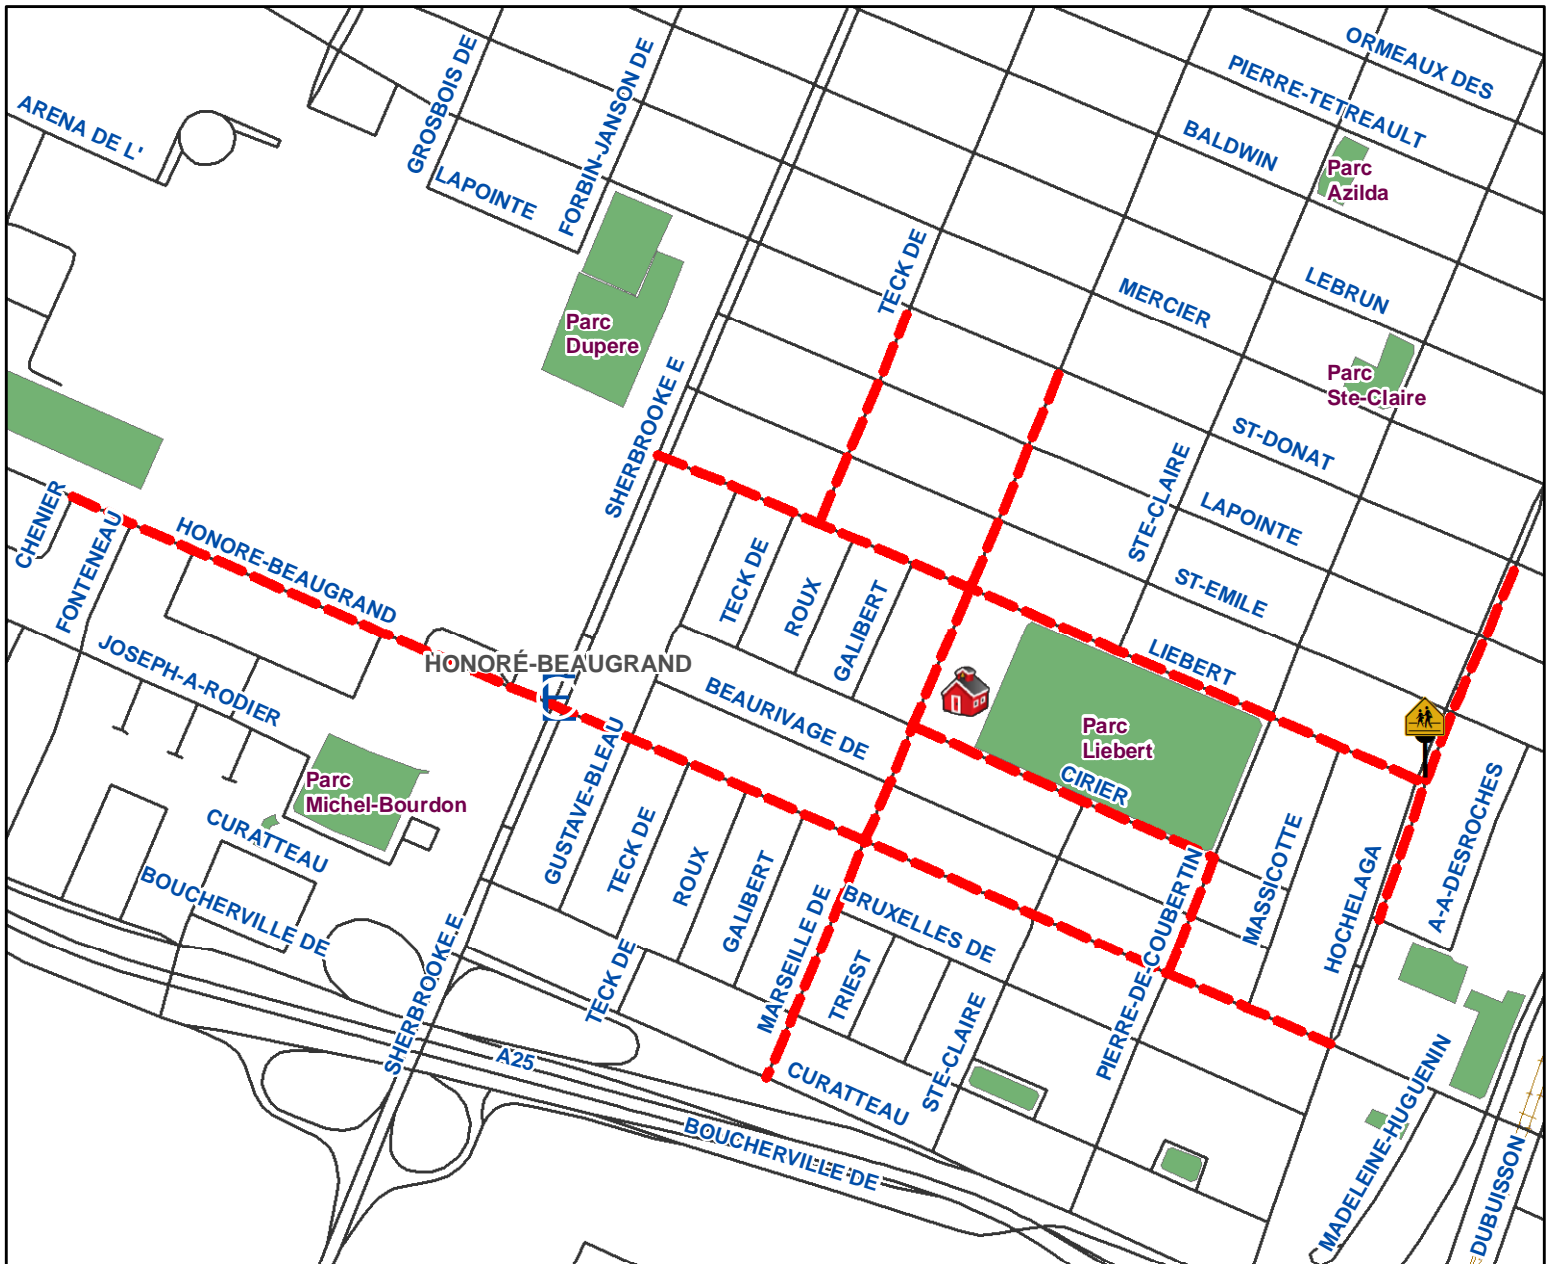 ORMEAUX DES
PIERRE-TETREAULT
BALDWIN
GROSBOIS DE
FORBIN-JANSON DE
ARENA DE L'
LAPOINTE
Parc
Azilda
TECK DE
LEBRUN
MERCIER
Parc
Dupere
Parc
Ste-Claire
SHERBROOKE E
ST-DONAT
STE-CLAIRE
LAPOINTE
CHENIER
FONTENEAU
HONORE-BEAUGRAND
TECK DE
ROUX
GALIBERT
ST-EMILE
LIEBERT
JOSEPH-A-RODIER
HONORÉ-BEAUGRAND
BEAURIVAGE DE
Parc
Liebert
CIRIER
GUSTAVE-BLEAU
Parc
Michel-Bourdon
CURATTEAU
BOUCHERVILLE DE
TECK DE
ROUX
GALIBERT
MARSEILLE DE
BRUXELLES DE
PIERRE-DE-COUBERTIN
MASSICOTTE
HOCHELAGA
A-A-DESROCHES
SHERBROOKE E
TECK DE
TRIEST
STE-CLAIRE
A25
CURATTEAU
BOUCHERVILLE DE
MADELEINE-HUGUENIN
DUBUISSON